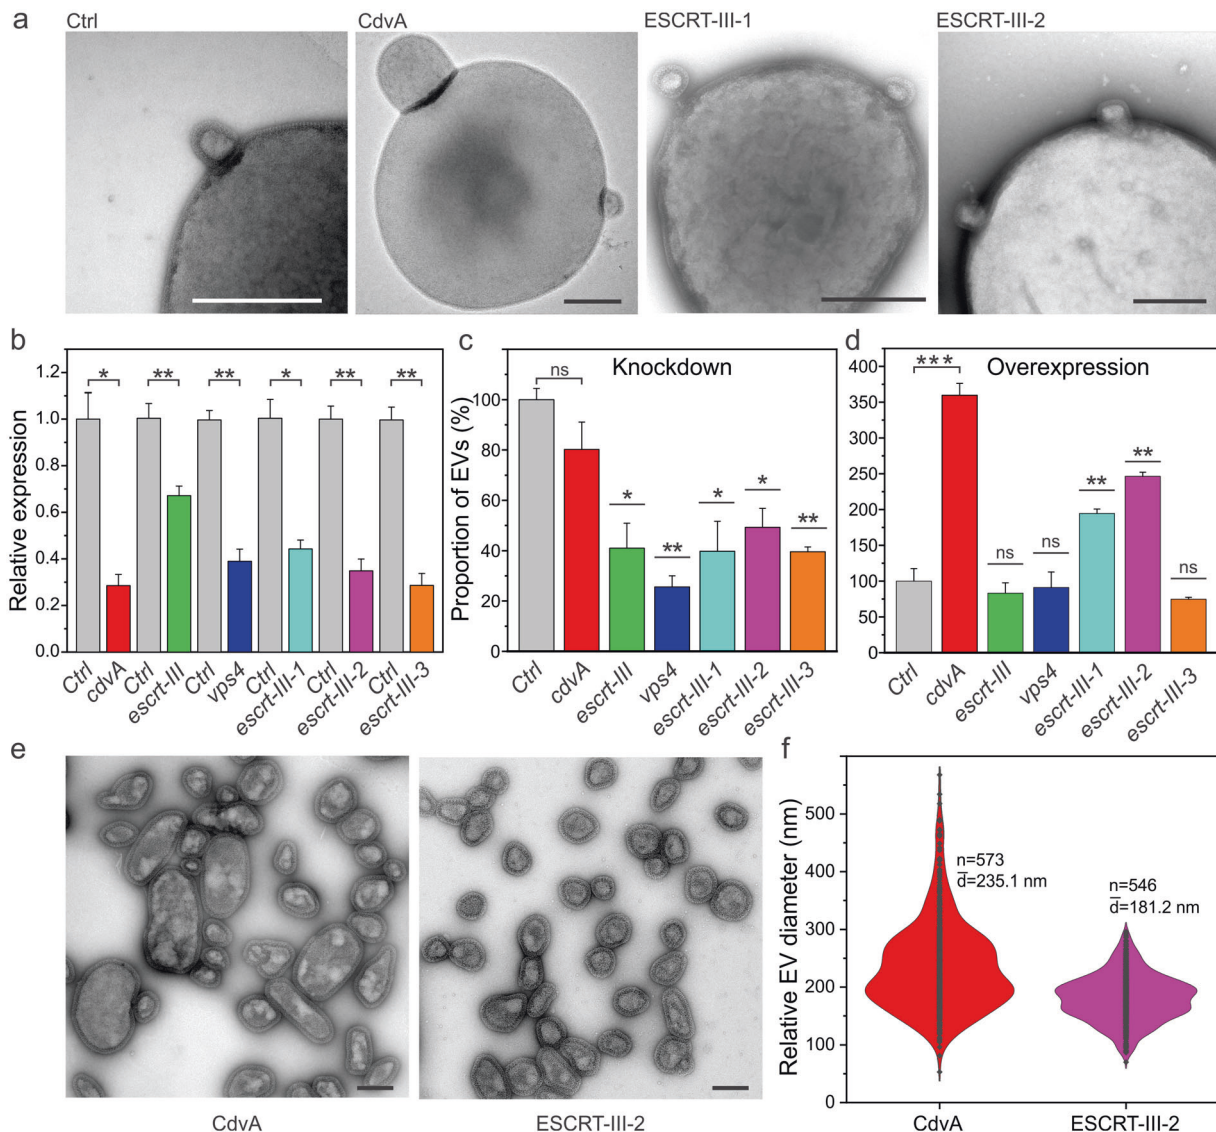 a
Ctrl
CdvA
ESCRT-III-1
ESCRT-III-2
b
Relative expression
1.2
1.0
0.8
0.6
0.4
0.2
0.0
* ** ** * ** **
Ctrl
cdvA
Ctrl
escrt-III
Ctrl
vps4
Ctrl
escrt-III-1
Ctrl
escrt-III-2
Ctrl
escrt-III-3
c
Knockdown
Proportion of EVs (%)
100
80
60
40
20
0
ns
* ** * * **
Ctrl
cdvA
escrt-III
vps4
escrt-III-1
escrt-III-2
escrt-III-3
d
Overexpression
400
350
300
250
200
150
100
75
50
25
0
***
ns ns ** ** ns
Ctrl
cdvA
escrt-III
vps4
escrt-III-1
escrt-III-2
escrt-III-3
e
CdvA
ESCRT-III-2
f
Relative EV diameter (nm)
500
400
300
200
100
0
n=573
d̅=235.1 nm
n=546
d̅=181.2 nm
CdvA
ESCRT-III-2